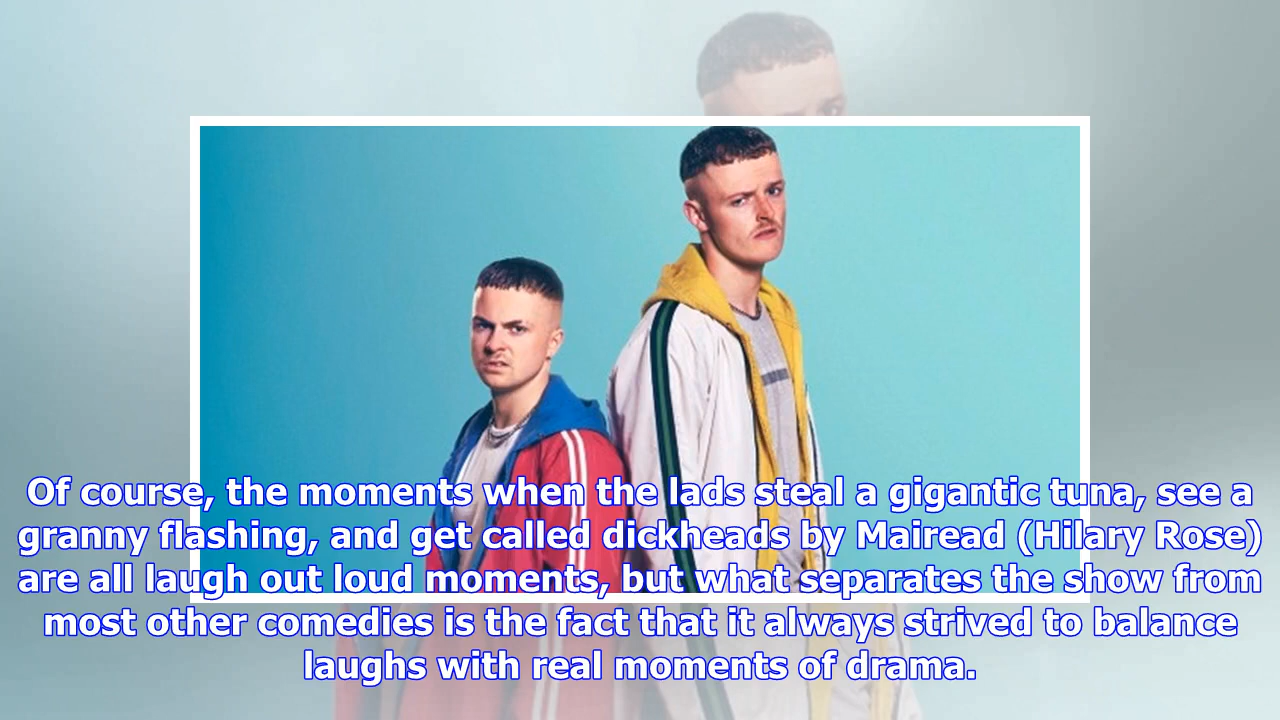 Of course, the moments when the lads steal a gigantic tuna, see a
granny flashing, and get called dickheads by Mairead (Hilary Rose)
are all laugh out loud moments, but what separates the show from
most other comedies is the fact that it always strived to balance
laughs with real moments of drama.